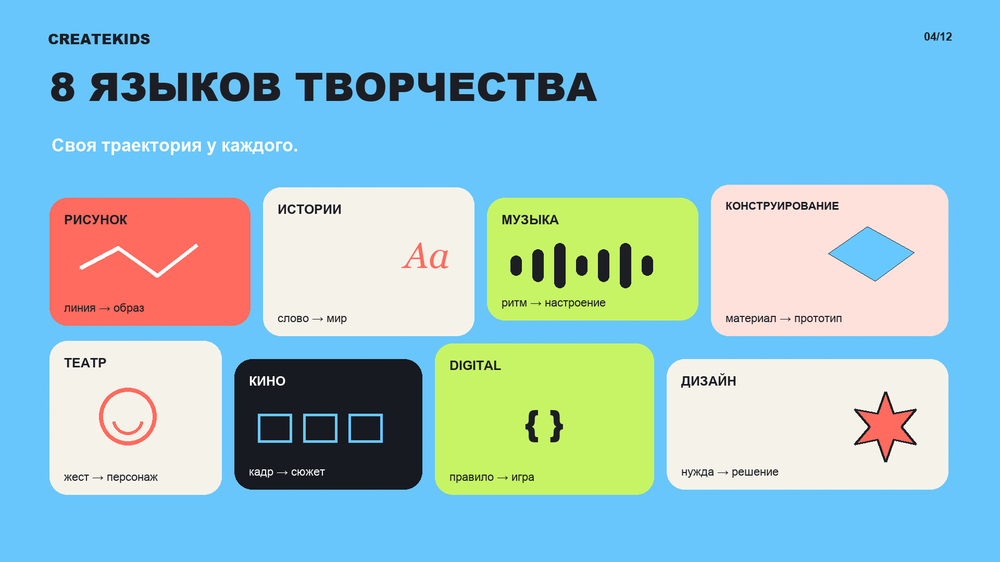 CREATEKIDS
04/12
8 ЯЗЫКОВ ТВОРЧЕСТВА
Своя траектория у каждого.
РИСУНОК
линия → образ
ИСТОРИИ
Aa
слово → мир
МУЗЫКА
ритм → настроение
КОНСТРУИРОВАНИЕ
материал → прототип
ТЕАТР
жест → персонаж
КИНО
кадр → сюжет
DIGITAL
{ }
правило → игра
ДИЗАЙН
нужда → решение